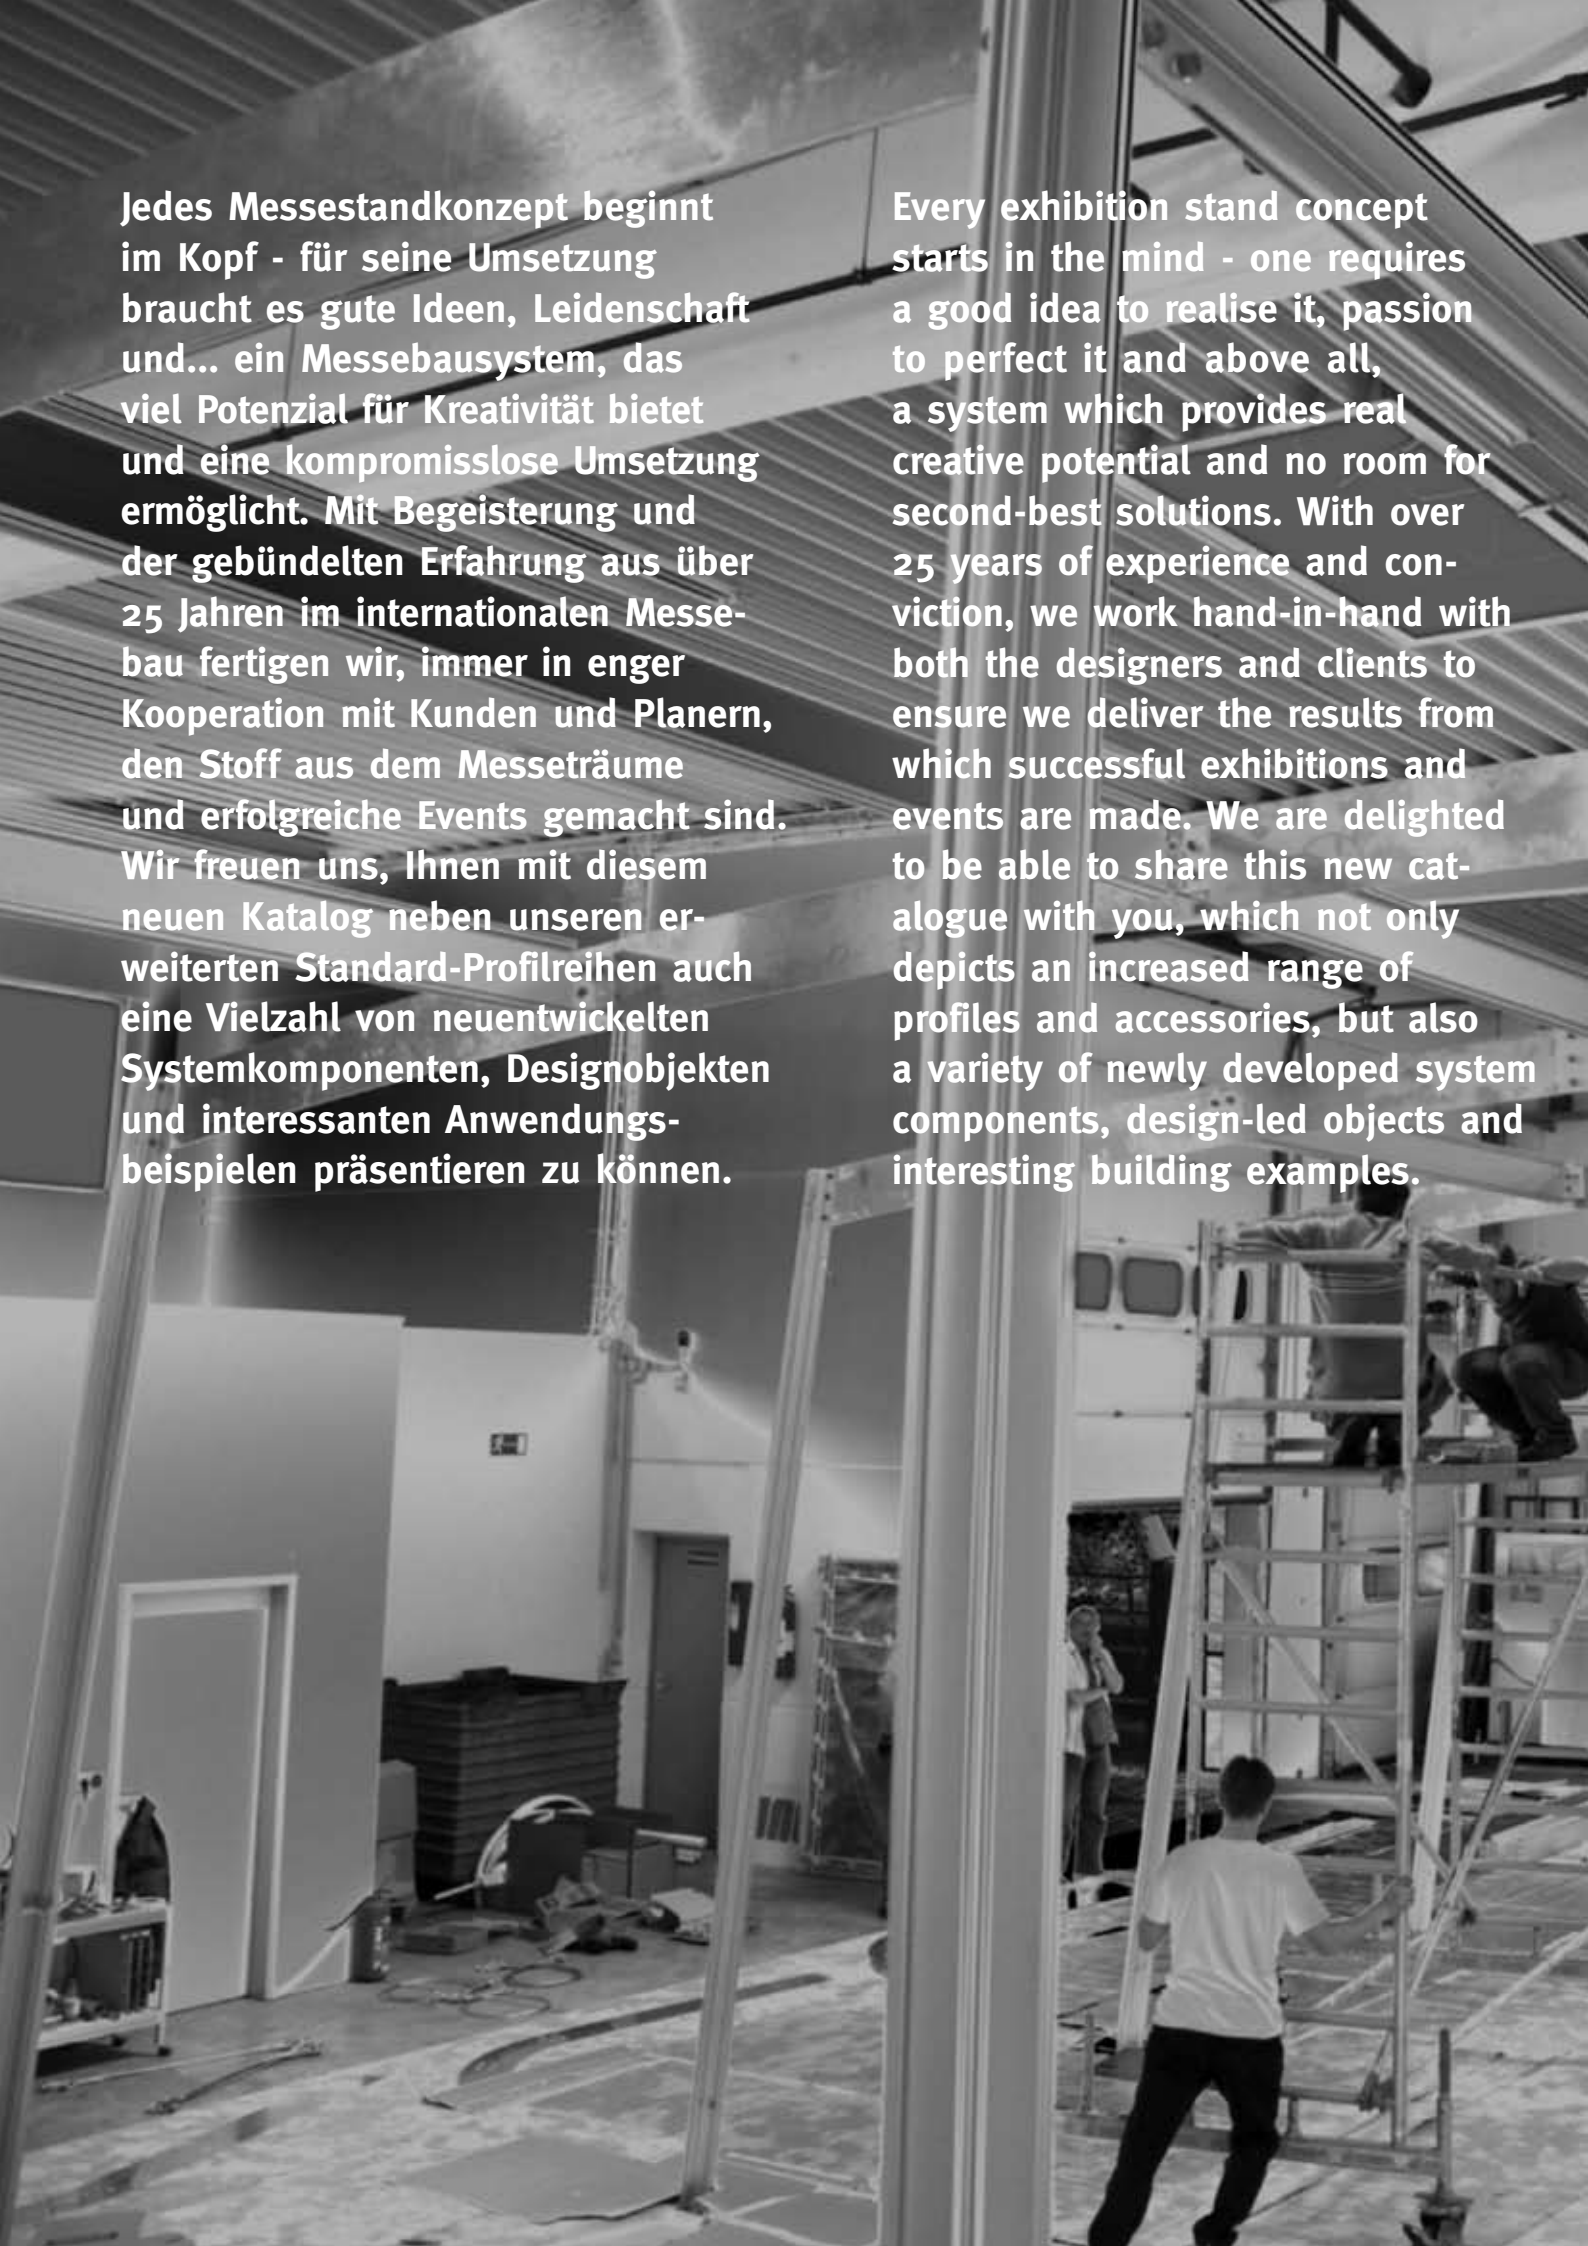 Jedes Messestandkonzept beginnt
im Kopf - für seine Umsetzung
braucht es gute Ideen, Leidenschaft
und... ein Messebausystem, das
viel Potenzial für Kreativität bietet
und eine kompromisslose Umsetzung
ermöglicht. Mit Begeisterung und
der gebündelten Erfahrung aus über
25 Jahren im internationalen Messe-
bau fertigen wir, immer in enger
Kooperation mit Kunden und Planern,
den Stoff aus dem Messeträume
und erfolgreiche Events gemacht sind.
Wir freuen uns, Ihnen mit diesem
neuen Katalog neben unseren er-
weiterten Standard-Profilreihen auch
eine Vielzahl von neuentwickelten
Systemkomponenten, Designobjekten
und interessanten Anwendungs-
beispielen präsentieren zu können.
Every exhibition stand concept
starts in the mind - one requires
a good idea to realise it, passion
to perfect it and above all,
a system which provides real
creative potential and no room for
second-best solutions. With over
25 years of experience and con-
viction, we work hand-in-hand with
both the designers and clients to
ensure we deliver the results from
which successful exhibitions and
events are made. We are delighted
to be able to share this new cat-
alogue with you, which not only
depicts an increased range of
profiles and accessories, but also
a variety of newly developed system
components, design-led objects and
interesting building examples.